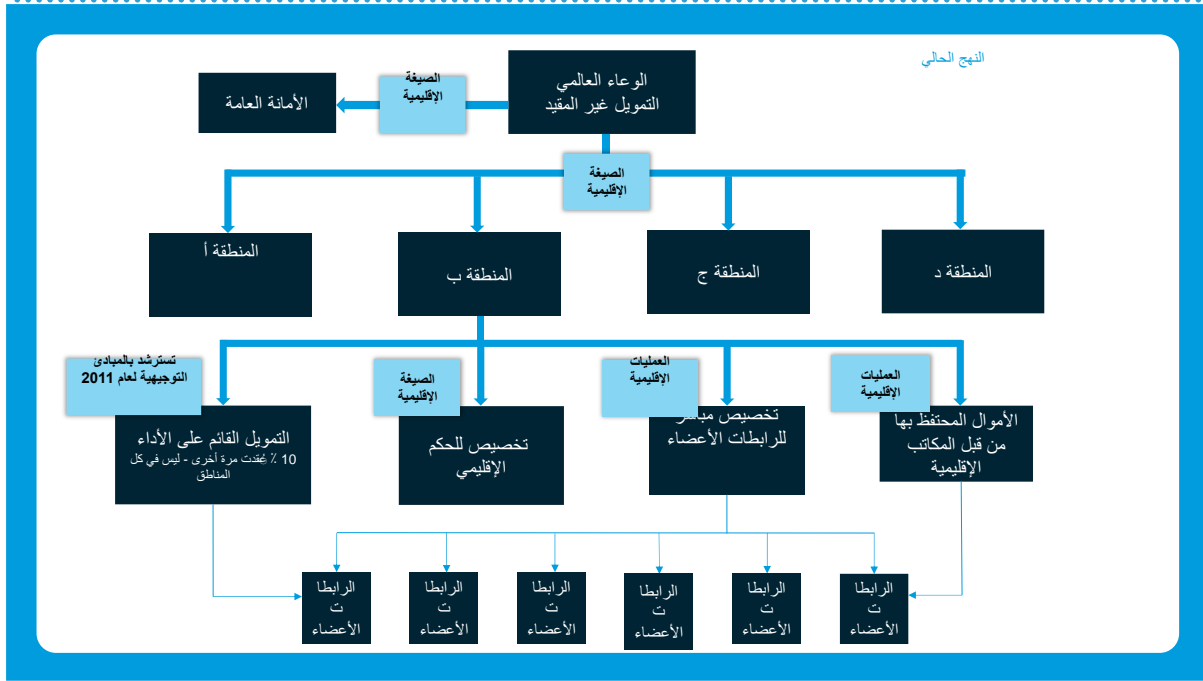 النهج الحالي
الوعاء العالمي
التمويل غير المقيد
الصيغة
الإقليمية
الأمانة العامة
الصيغة
الإقليمية
المنطقة د
المنطقة ج
المنطقة ب
المنطقة أ
العمليات
الإقليمية
الأموال المحتفظ بها
من قبل المكاتب
الإقليمية
العمليات
الإقليمية
تخصيص مباشر
للرابطات الأعضاء
الصيغة
الإقليمية
تخصيص للحكم
الإقليمي
تسترشد بالمبادئ
التوجيهية لعام 2011
التمويل القائم على الأداء
10 ٪ عُقدت مرة أخرى - ليس في كل
المناطق
الرابطا
ت
الأعضاء
الرابطا
ت
الأعضاء
الرابطا
ت
الأعضاء
الرابطا
ت
الأعضاء
الرابطا
ت
الأعضاء
الرابطا
ت
الأعضاء